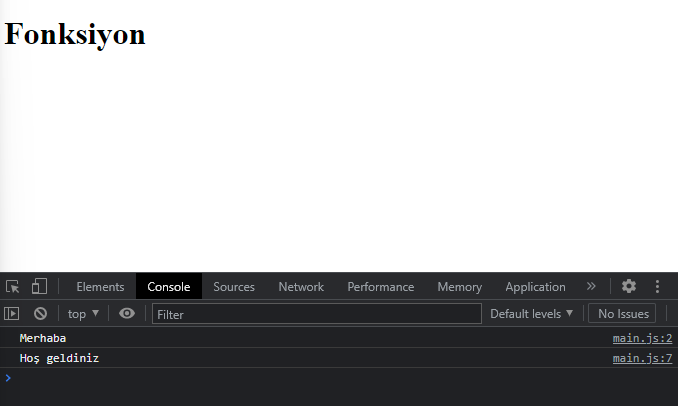 Fonksiyon
Elements Console Sources Network Performance Memory Application »
top ▼ Filter Default levels ▼ No Issues
Merhaba main.js:2
Hoş geldiniz main.js:7
>